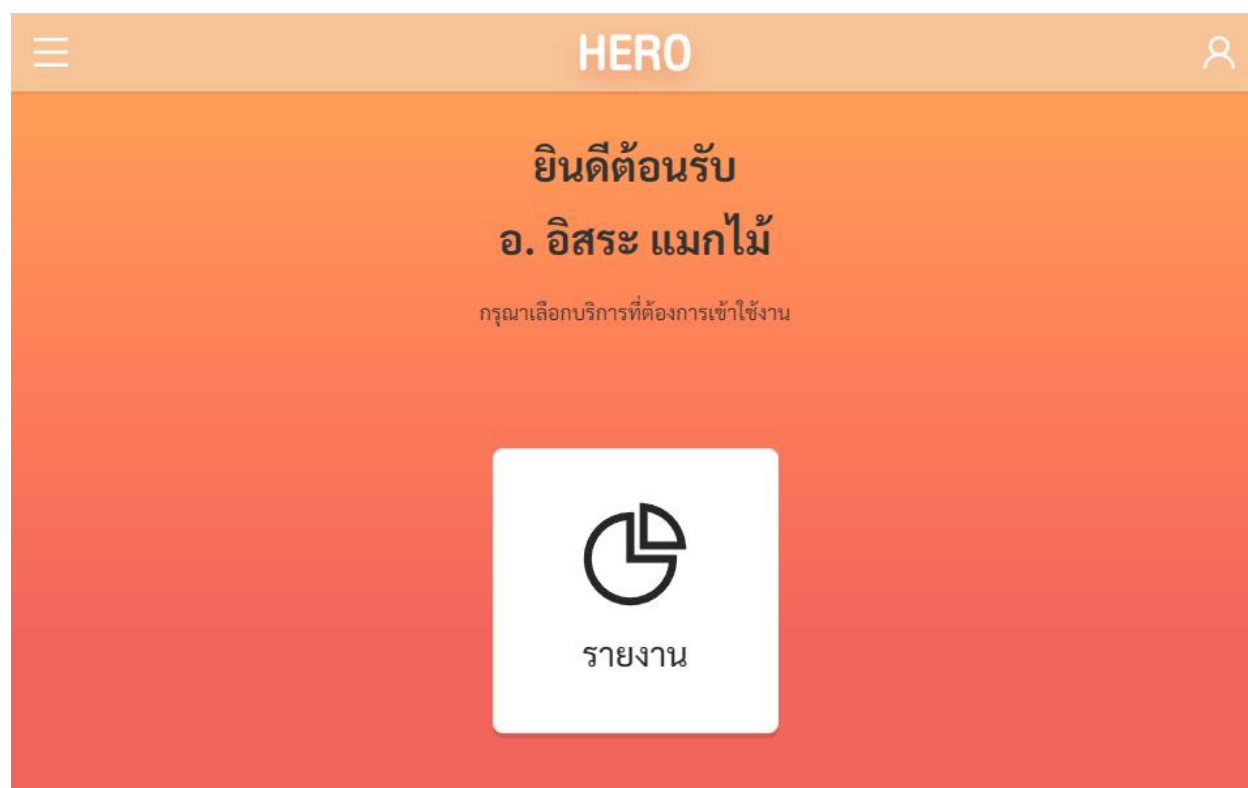 HERO
ยินดีต้อนรับ
อ. อิสระ แมกไม้
กรุณาเลือกบริการที่ต้องการเข้าใช้งาน
รายงาน